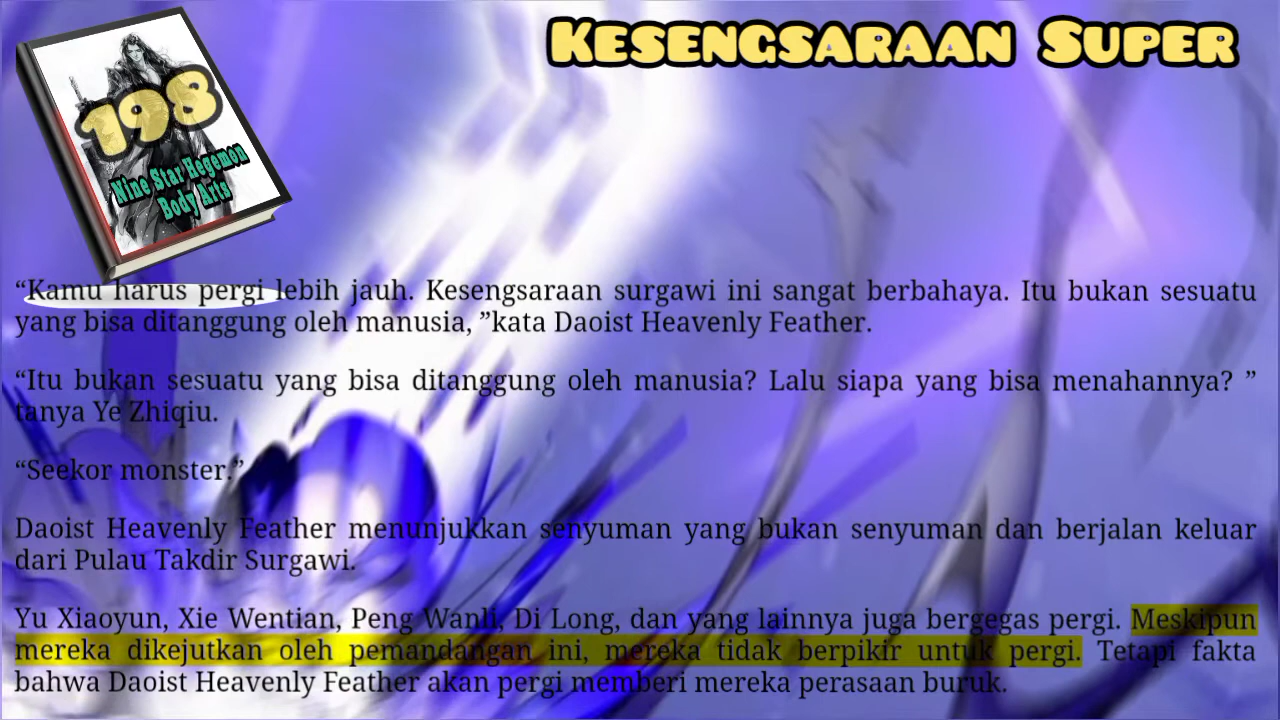 Kesengsaraan Super
198
Nine Star Hegemon
Body Arts
“Kamu harus pergi lebih jauh. Kesengsaraan surgawi ini sangat berbahaya. Itu bukan sesuatu
yang bisa ditanggung oleh manusia, ”kata Daoist Heavenly Feather.
“Itu bukan sesuatu yang bisa ditanggung oleh manusia? Lalu siapa yang bisa menahannya? ”
tanya Ye Zhiqiu.
“Seekor monster.”
Daoist Heavenly Feather menunjukkan senyuman yang bukan senyuman dan berjalan keluar
dari Pulau Takdir Surgawi.
Yu Xiaoyun, Xie Wentian, Peng Wanli, Di Long, dan yang lainnya juga bergegas pergi. Meskipun
mereka dikejutkan oleh pemandangan ini, mereka tidak berpikir untuk pergi. Tetapi fakta
bahwa Daoist Heavenly Feather akan pergi memberi mereka perasaan buruk.